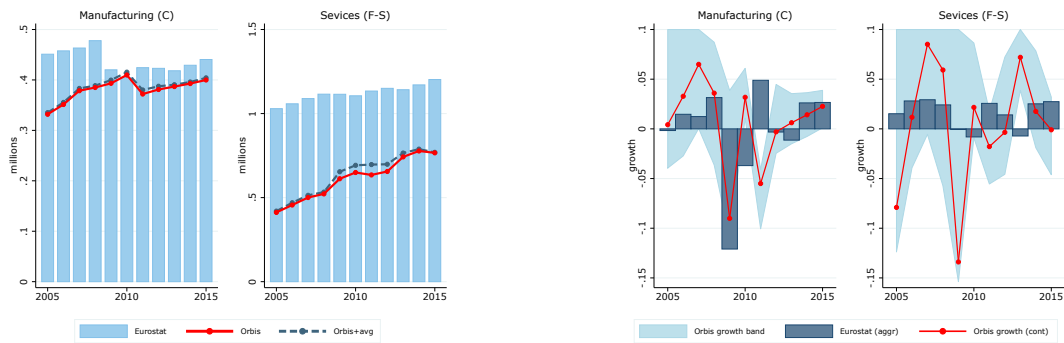 Manufacturing (C)
Sevices (F-S)
millions
0
.1
.2
.3
.4
.5
2005
2010
2015
millions
0
.5
1
1.5
2005
2010
2015
Eurostat
Orbis
Orbis+avg
Manufacturing (C)
Sevices (F-S)
growth
-.15
-.1
-.05
0
.05
.1
2005
2010
2015
growth
-.15
-.1
-.05
0
.05
.1
2005
2010
2015
Orbis growth band
Eurostat (aggr)
Orbis growth (cont)